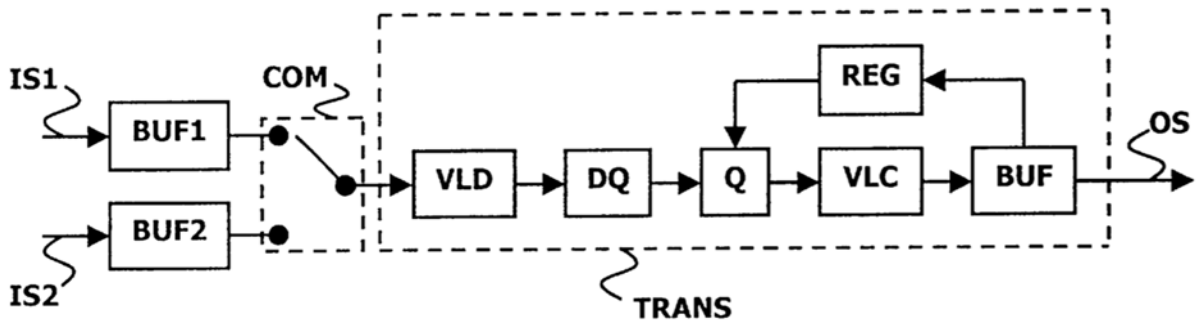 IS1
COM
REG
BUF1
OS
VLD
DQ
Q
VLC
BUF
BUF2
IS2
TRANS